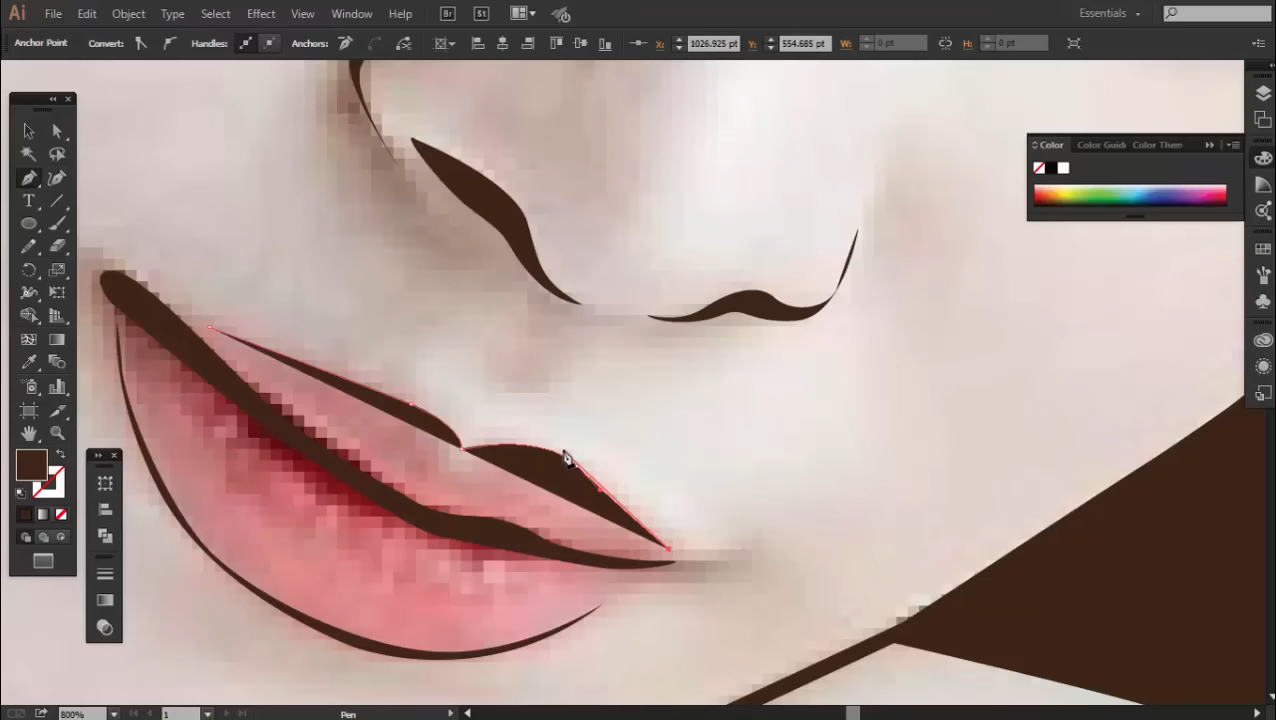 Ai File Edit Object Type Select Effect View Window Help Br St Essentials
Anchor Point Convert: Handles: Anchors: X: 1026.925 pt Y: 554.685 pt W: 0 pt H: 0 pt
Color Color Guid Color Them
T
800% 1 Pen